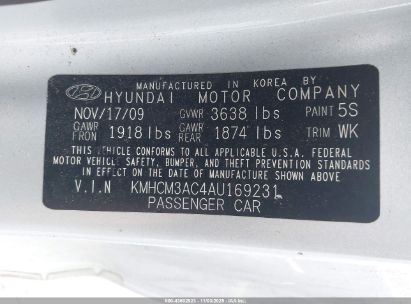 MANUFACTURED IN KOREA BY
HYUNDAI MOTOR COMPANY
NOV/17/09 GVWR 3638 lbs PAINT 5S
GAWR FRONT 1918 lbs GAWR REAR 1874 lbs TRIM WK
THIS VEHICLE CONFORMS TO ALL APPLICABLE U.S.A. FEDERAL
MOTOR VEHICLE SAFETY, BUMPER, AND THEFT PREVENTION STANDARDS
IN EFFECT ON THE DATE OF MANUFACTURE SHOWN ABOVE.
V.I.N KMHCM3AC4AU169231
PASSENGER CAR